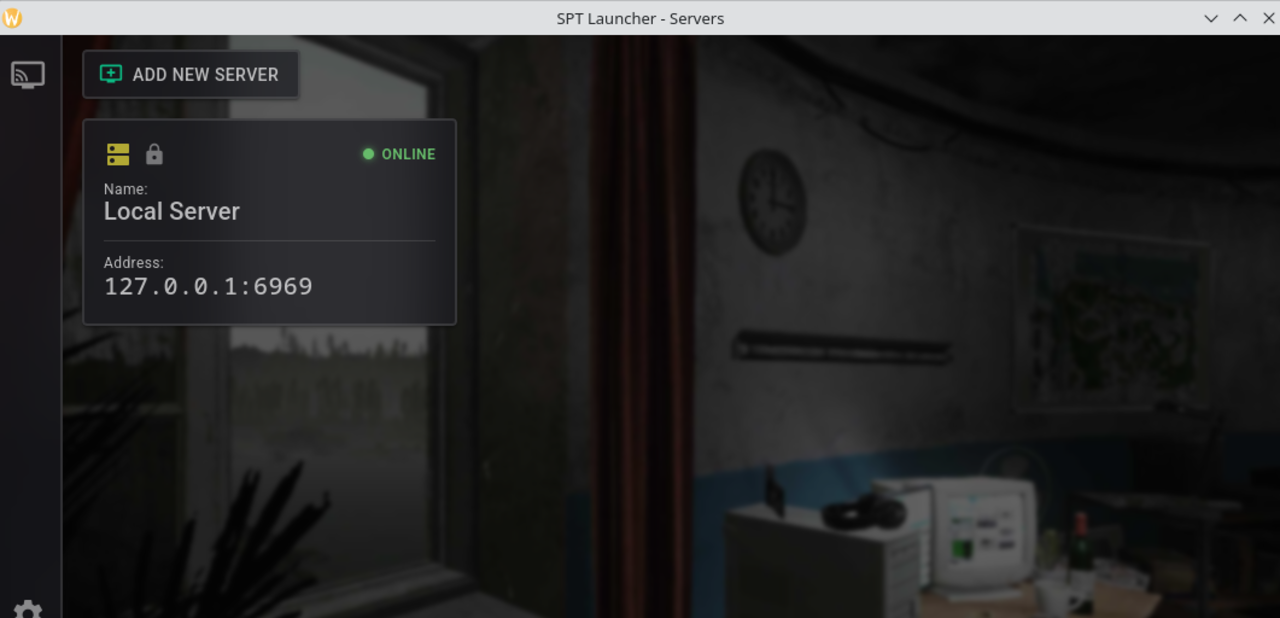 SPT Launcher - Servers
ADD NEW SERVER
ONLINE
Name:
Local Server
Address:
127.0.0.1:6969